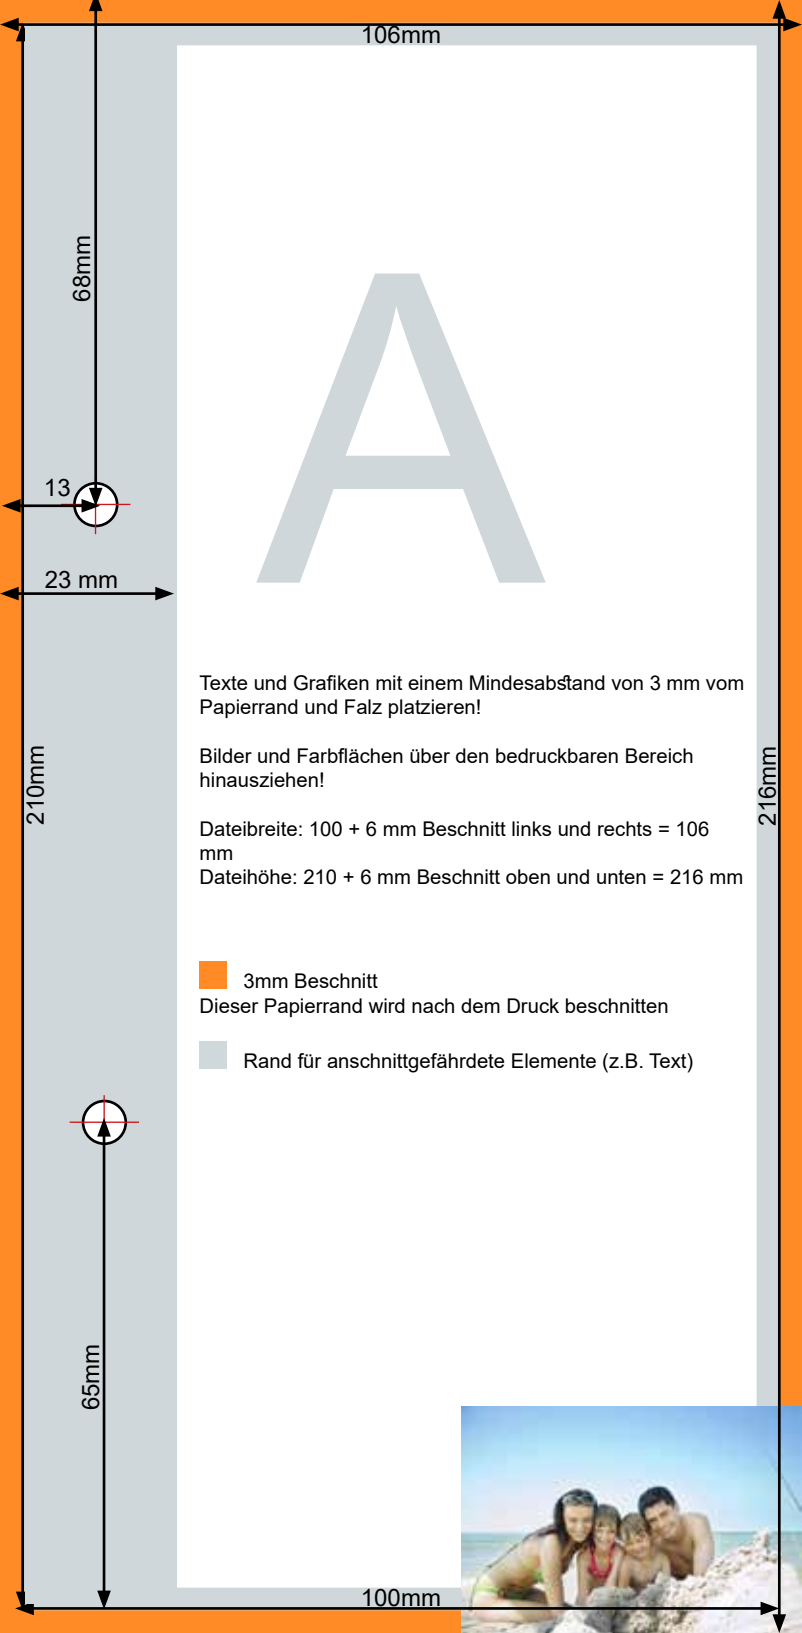 106mm
68mm
A
13
23 mm
Texte und Grafiken mit einem Mindesabstand von 3 mm vom
Papierrand und Falz platzieren!
Bilder und Farbflächen über den bedruckbaren Bereich
hinausziehen!
210mm
216mm
Dateibreite: 100 + 6 mm Beschnitt links und rechts = 106
mm
Dateihöhe: 210 + 6 mm Beschnitt oben und unten = 216 mm
3mm Beschnitt
Dieser Papierrand wird nach dem Druck beschnitten
Rand für anschnittgefährdete Elemente (z.B. Text)
65mm
100mm